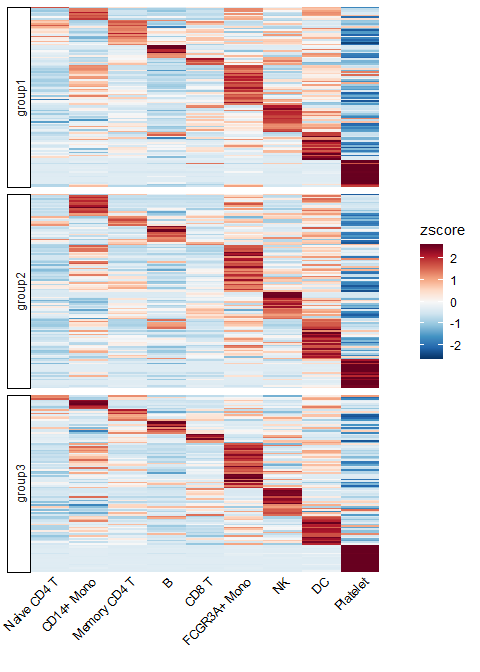 group1
group2
group3
zscore
2
1
0
-1
-2
Naive CD4 T
CD14+ Mono
Memory CD4 T
B
CD8 T
FCGR3A+ Mono
NK
DC
Platelet